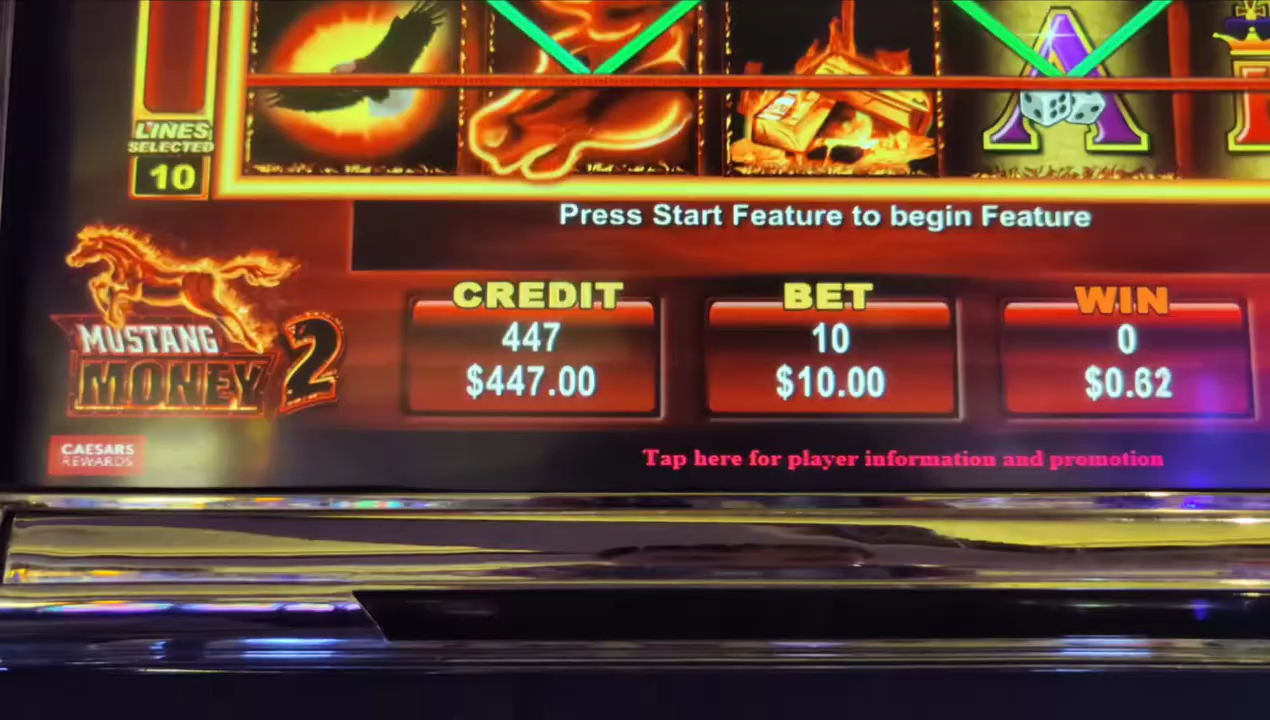 LINES
SELECTED
10
Press Start Feature to begin Feature
CREDIT
447
$447.00
BET
10
$10.00
WIN
0
$0.62
MUSTANG
MONEY 2
CAESARS
REWARDS
Tap here for player information and promotion
A